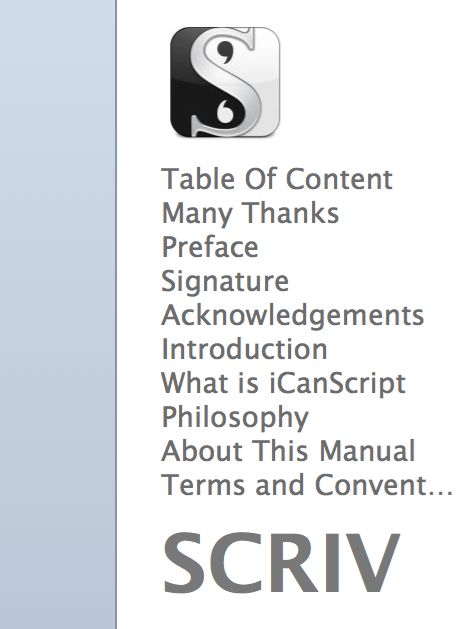 Table Of Content
Many Thanks
Preface
Signature
Acknowledgements
Introduction
What is iCanScript
Philosophy
About This Manual
Terms and Convent...
SCRIV